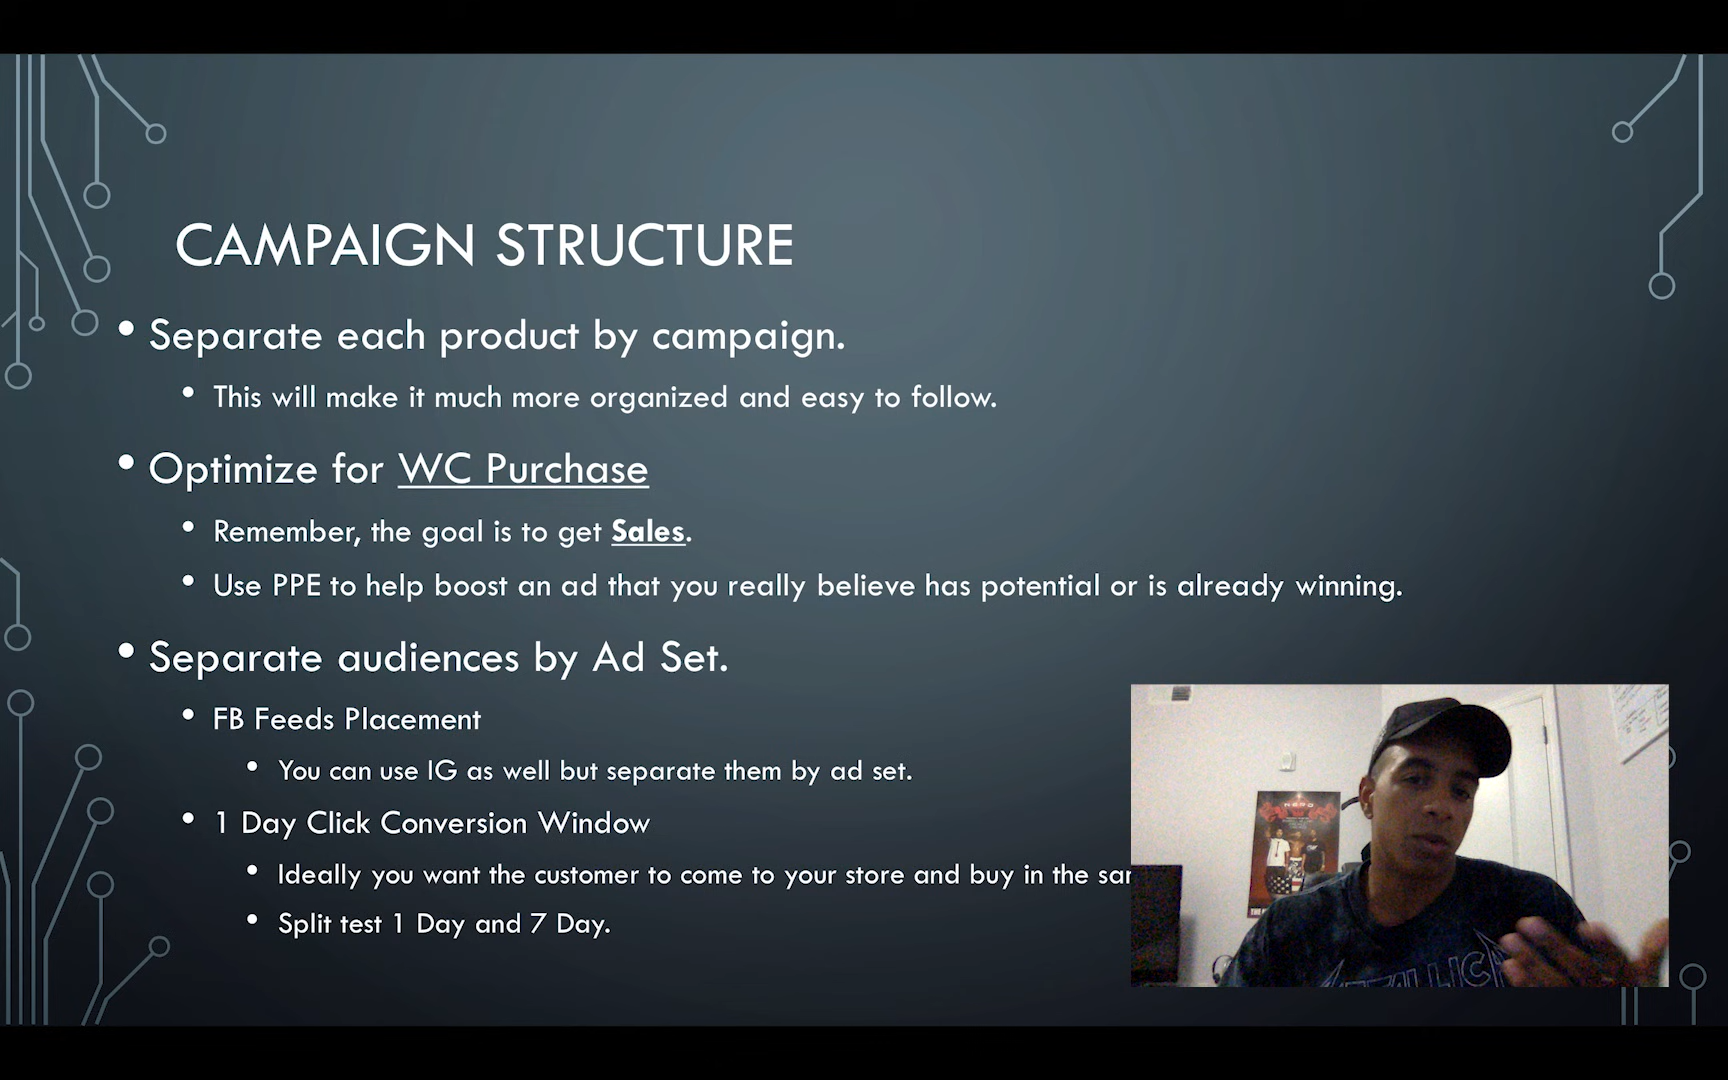 CAMPAIGN STRUCTURE
• Separate each product by campaign.
• This will make it much more organized and easy to follow.
• Optimize for WC Purchase
• Remember, the goal is to get Sales.
• Use PPE to help boost an ad that you really believe has potential or is already winning.
• Separate audiences by Ad Set.
• FB Feeds Placement
• You can use IG as well but separate them by ad set.
• 1 Day Click Conversion Window
• Ideally you want the customer to come to your store and buy in the
• Split test 1 Day and 7 Day.